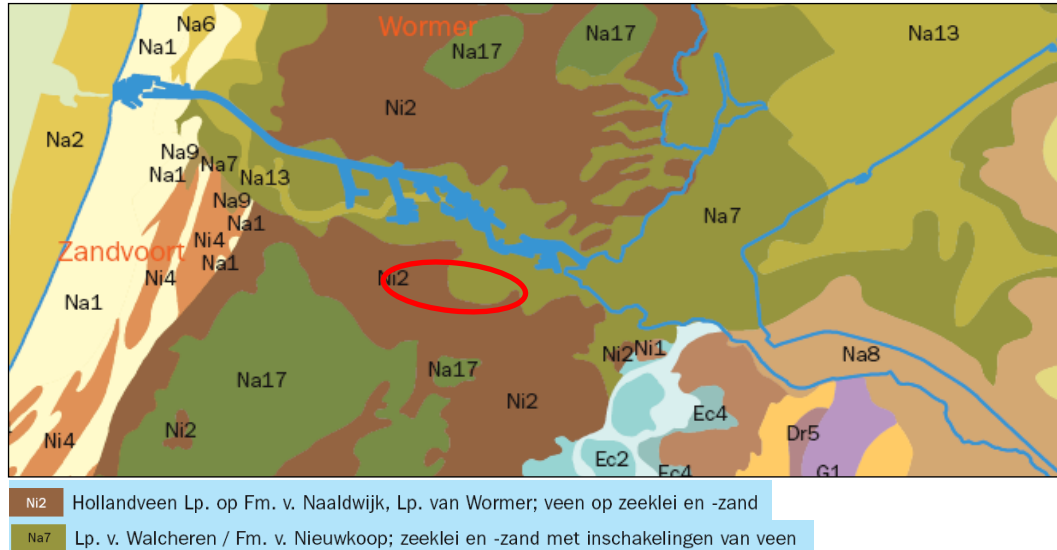 Na6
Na1
Wormer
Na17
Na17
Na13
Ni2
Na2
Na9
Na1
Na7
Na13
Na9
Na1
Na7
Zandvoort
Ni4
Na1
Ni4
Ni2
Na1
Ni2
Ni1
Na8
Na17
Na17
Ni2
Ec4
Ni2
Ni4
Dr5
Ec2
Ec4
G1
Ni2 Hollandveen Lp. op Fm. v. Naaldwijk, Lp. van Wormer; veen op zeeklei en -zand
Na7 Lp. v. Walcheren / Fm. v. Nieuwkoop; zeeklei en -zand met inschakelingen van veen